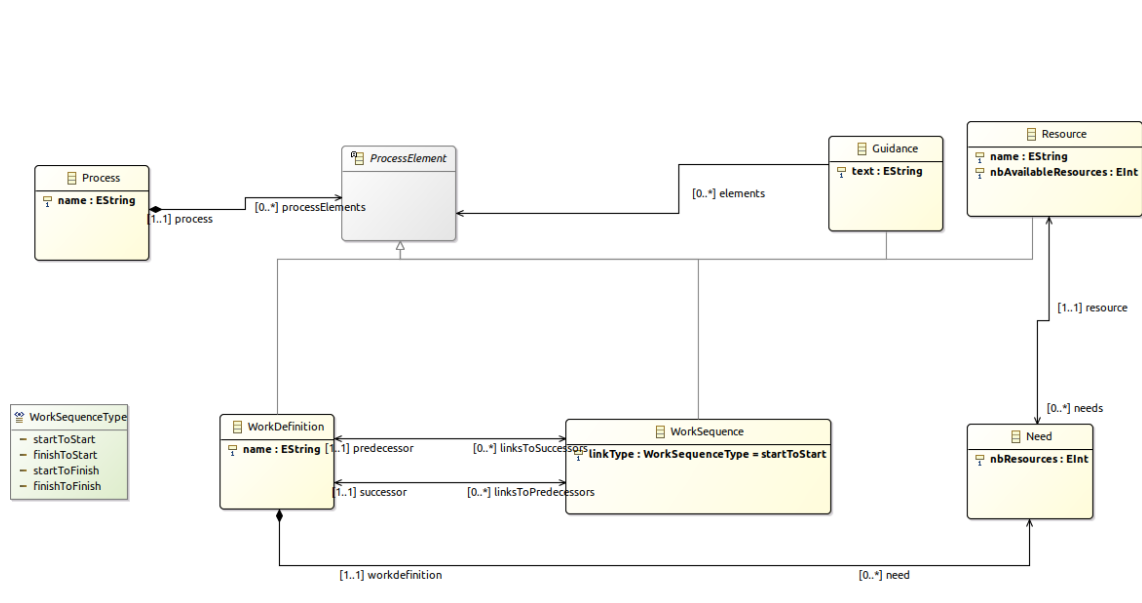 Process
name : EString
[1..1] process
[0..*] processElements
ProcessElement
[0..*] elements
Guidance
text : EString
Resource
name : EString
nbAvailableResources : EInt
[1..1] resource
[0..*] needs
WorkSequenceType
startToStart
finishToStart
startToFinish
finishToFinish
WorkDefinition
name : EString
[1..1] predecessor
[0..*] linksToSuccessors
[1..1] successor
[0..*] linksToPredecessors
WorkSequence
linkType : WorkSequenceType = startToStart
Need
nbResources : EInt
[1..1] workdefinition
[0..*] need